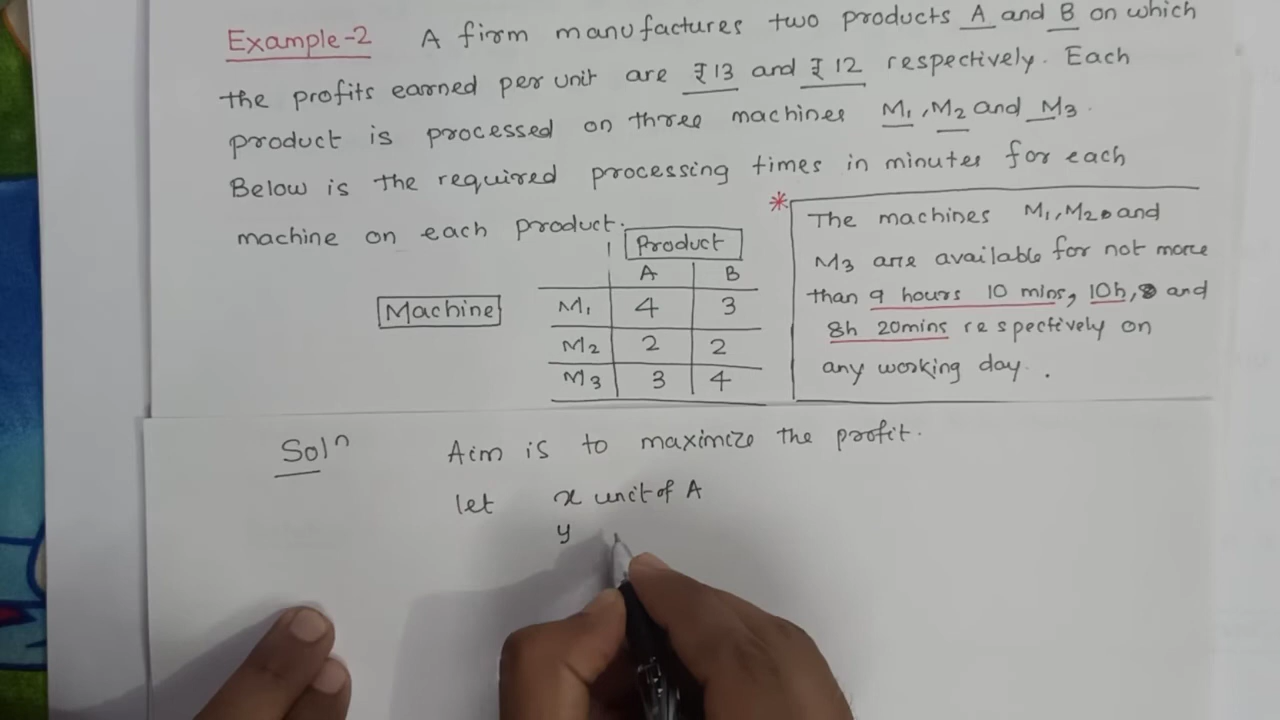 Example-2 A firm manufactures two products A and B on which
the profits earned per unit are ₹13 and ₹12 respectively. Each
product is processed on three machines M1, M2 and M3.
Below is the required processing times in minutes for each
machine on each product.
Product
A B
Machine
M1 4 3
M2 2 2
M3 3 4
* The machines M1, M2 and
M3 are available for not more
than 9 hours 10 mins, 10h, and
8h 20mins respectively on
any working day.
Solⁿ Aim is to maximize the profit.
let x unit of A
y